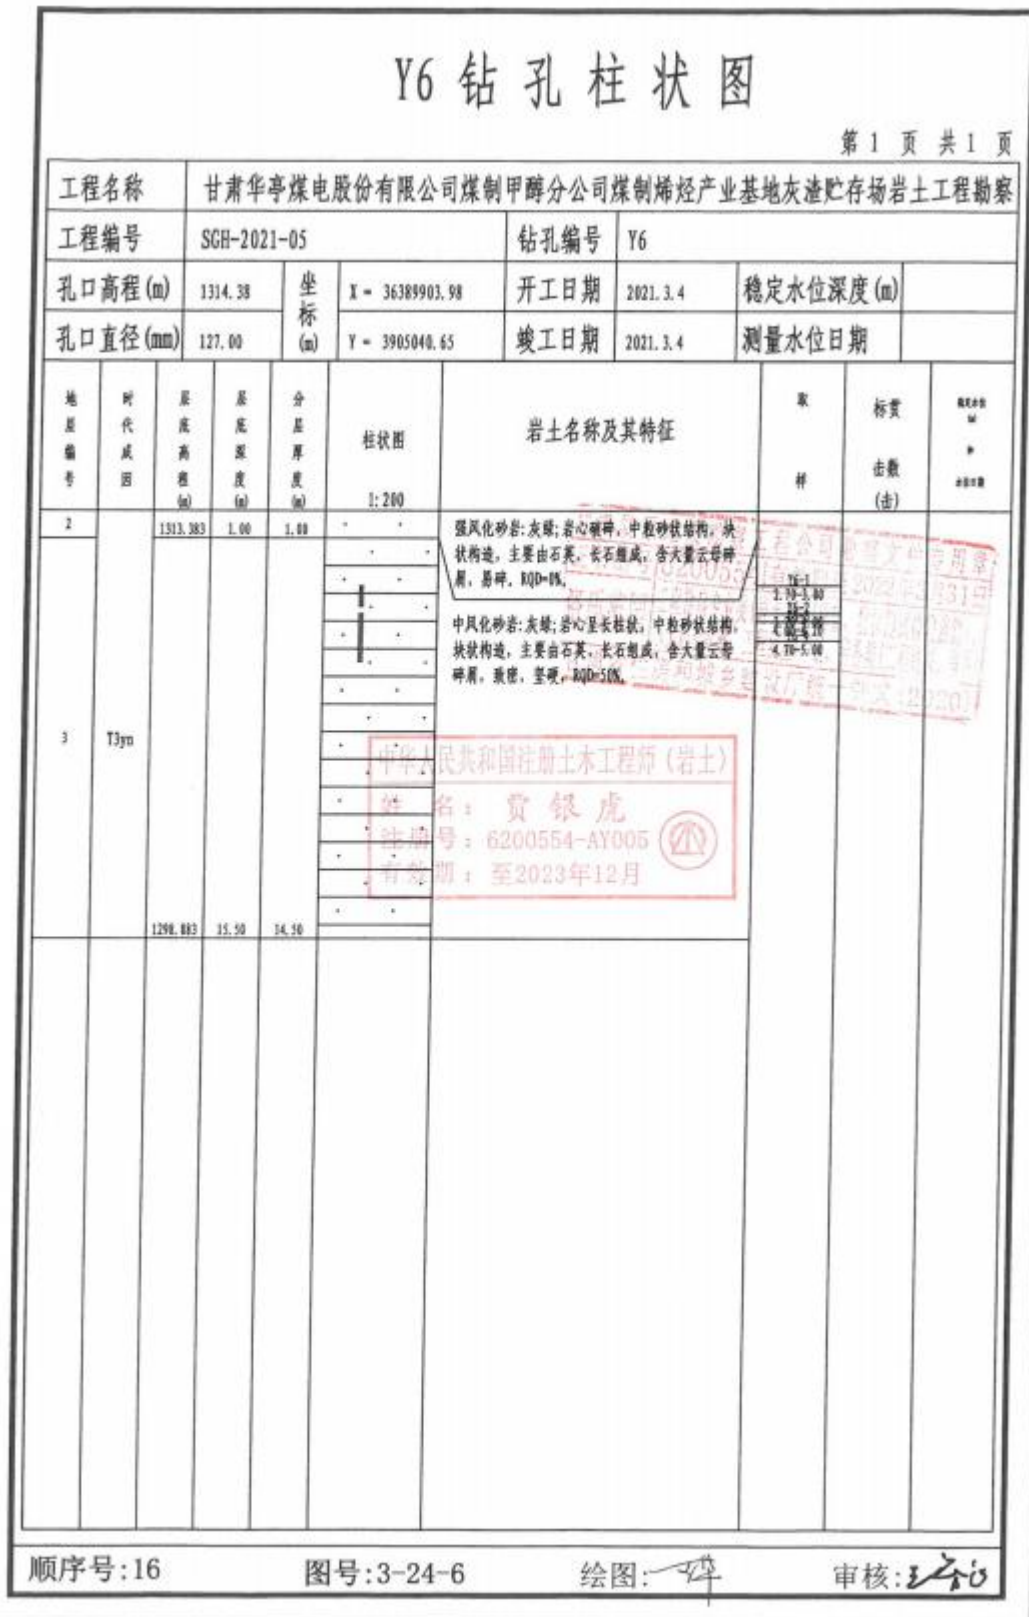 Y6 钻孔柱状图
第 1 页 共 1 页
工程名称 甘肃华亭煤电股份有限公司煤制甲醇分公司煤制烯烃产业基地灰渣贮存场岩土工程勘察
工程编号 SGH-2021-05 钻孔编号 Y6
孔口高程(m) 1314.38 坐标(m) X = 36389903.98 开工日期 2021.3.4 稳定水位深度(m)
孔口直径(mm) 127.00 Y = 3905040.65 竣工日期 2021.3.4 测量水位日期
地层编号 时代成因 层底高程(m) 层底深度(m) 分层厚度(m) 柱状图 1:200 岩土名称及其特征 取样 标贯击数(击)
2 1313.383 1.00 1.00
强风化砂岩:灰绿;岩心破碎,中粒砂状结构,块
状构造,主要由石英、长石组成,含大量云母碎
屑,易碎,RQD=0%。
Y6-1
2.70-3.00
中风化砂岩:灰绿;岩心呈长柱状,中粒砂状结构,
块状构造,主要由石英、长石组成,含大量云母
碎屑,致密,坚硬,RQD=50%。
4.70-5.00
3 T3yn
中华人民共和国注册土木工程师(岩土)
姓 名: 贾银虎
注册号: 6200554-AY005
有效期: 至2023年12月
1298.883 15.50 14.50
顺序号:16 图号:3-24-6 绘图: 审核: